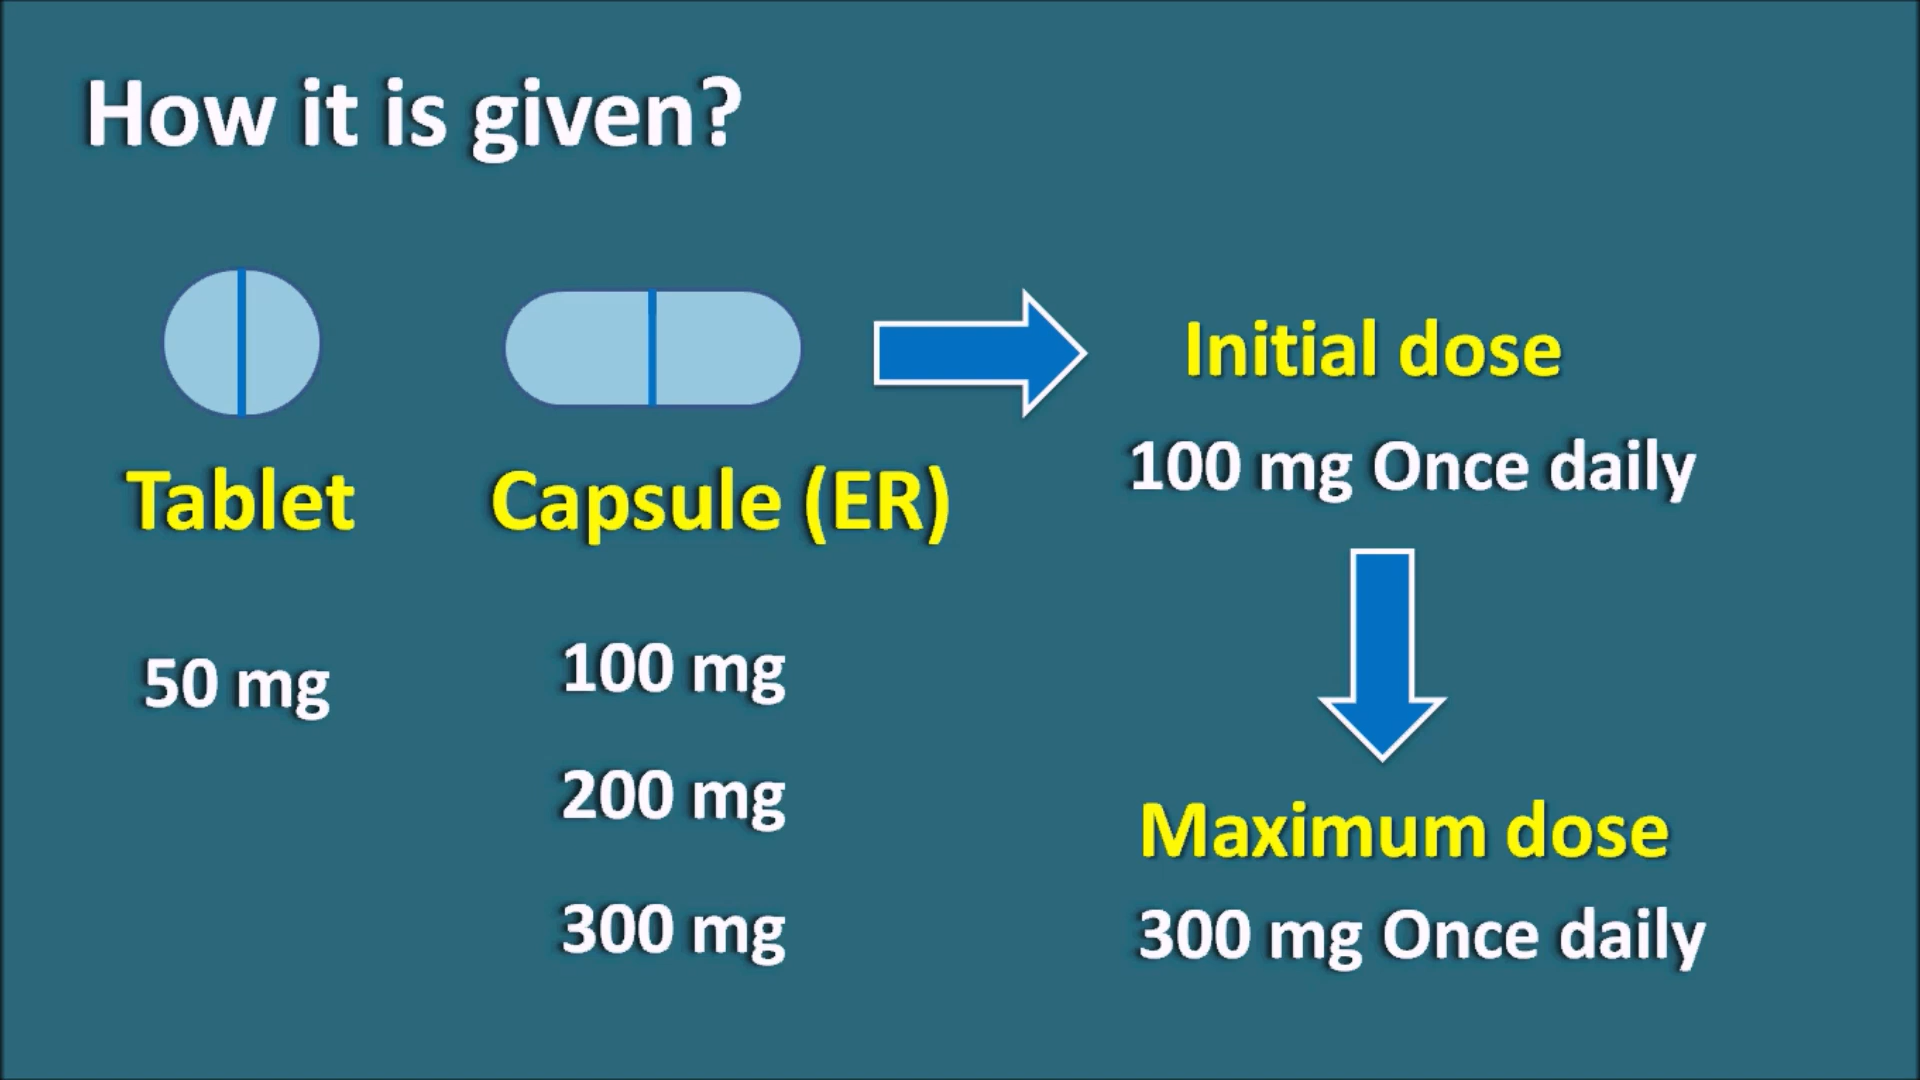 How it is given?
Tablet
50 mg
Capsule (ER)
100 mg
200 mg
300 mg
Initial dose
100 mg Once daily
Maximum dose
300 mg Once daily